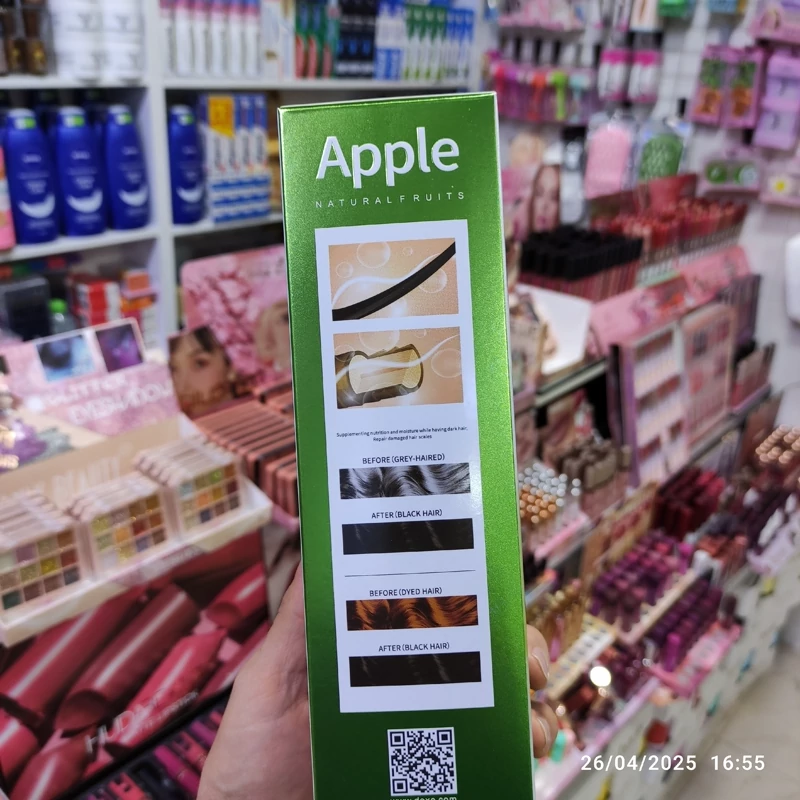 Apple
NATURAL FRUITS
Supplementing nutrition and moisture while having dark hair.
Repair damaged hair scales
BEFORE (GREY-HAIRED)
AFTER (BLACK HAIR)
BEFORE (DYED HAIR)
AFTER (BLACK HAIR)
26/04/2025 16:55